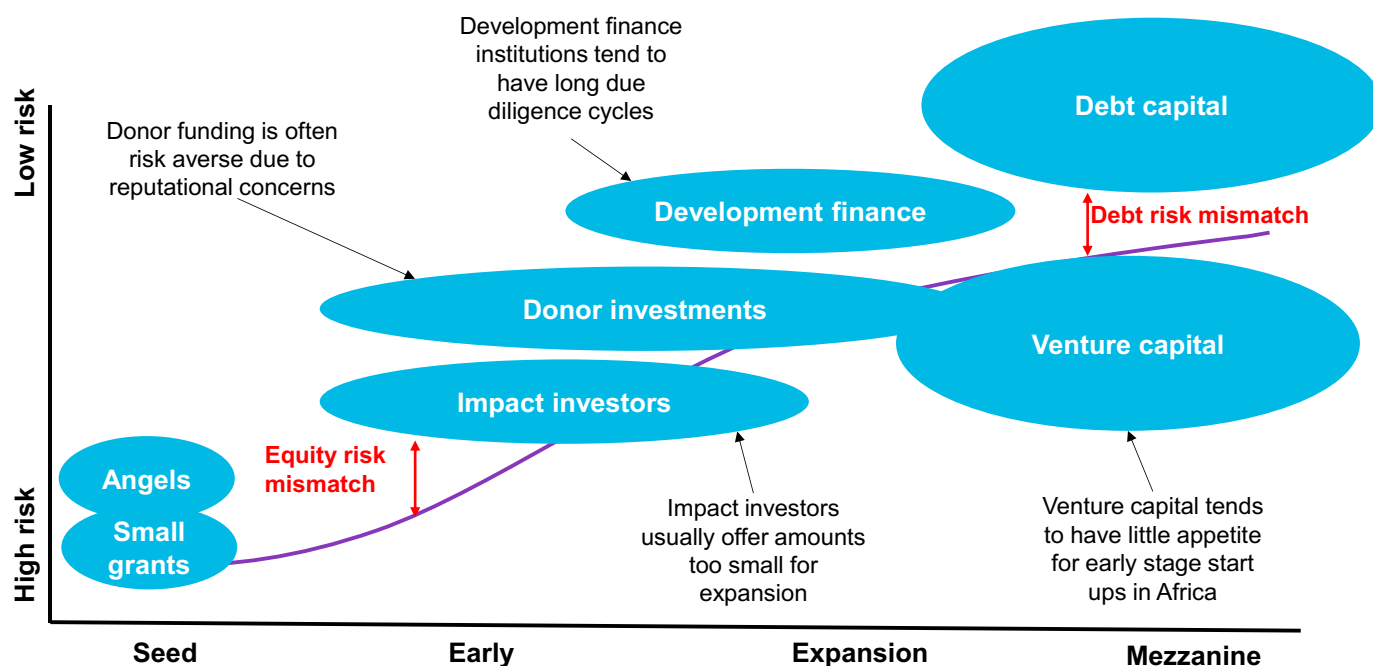 Development finance
institutions tend to
have long due
diligence cycles
Low risk
Donor funding is often
risk averse due to
reputational concerns
Debt capital
Development finance
Debt risk mismatch
Donor investments
Venture capital
Impact investors
Equity risk
mismatch
Angels
Small
grants
High risk
Impact investors
usually offer amounts
too small for
expansion
Venture capital tends
to have little appetite
for early stage start
ups in Africa
Seed
Early
Expansion
Mezzanine